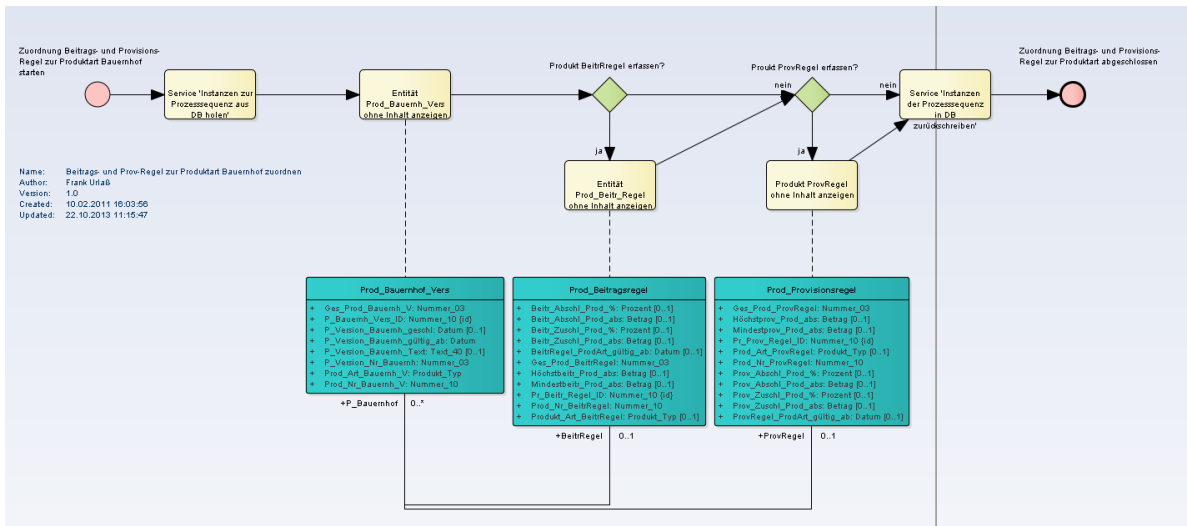 Zuordnung Beitrags- und Provisions-
Regel zur Produktart Bauernhof
starten
Service 'Instanzen zur
Prozesssequenz aus
DB holen'
Entität
Prod_Bauernh_Vers
ohne Inhalt anzeigen
Produkt BeitrRregel erfassen?
ja
Entität
Prod_Beitr_Regel
ohne Inhalt anzeigen
Proukt ProvRegel erfassen?
nein
ja
Produkt ProvRegel
ohne Inhalt anzeigen
nein
Service 'Instanzen
der Prozesssequenz
in DB
zurückschreiben'
Zuordnung Beitrags- und Provisions-
Regel zur Produktart abgeschlossen
Name: Beitrags- und Prov-Regel zur Produktart Bauernhof zuordnen
Author: Frank Urlaß
Version: 1.0
Created: 10.02.2011 16:03:56
Updated: 22.10.2013 11:15:47
Prod_Bauernhof_Vers
+ Ges_Prod_Bauernh_V: Nummer_03
+ P_Bauernh_Vers_ID: Nummer_10 {id}
+ P_Version_Bauernh_geschl: Datum [0..1]
+ P_Version_Bauernh_gültig_ab: Datum
+ P_Version_Bauernh_Text: Text_40 [0..1]
+ P_Version_Nr_Bauernh: Nummer_03
+ Prod_Art_Bauernh_V: Produkt_Typ
+ Prod_Nr_Bauernh_V: Nummer_10
+P_Bauernhof 0..*
Prod_Beitragsregel
+ Beitr_Abschl_Prod_%: Prozent [0..1]
+ Beitr_Abschl_Prod_abs: Betrag [0..1]
+ Beitr_Zuschl_Prod_%: Prozent [0..1]
+ Beitr_Zuschl_Prod_abs: Betrag [0..1]
+ BeitrRegel_ProdArt_gültig_ab: Datum [0..1]
+ Ges_Prod_BeitrRegel: Nummer_03
+ Höchstbeitr_Prod_abs: Betrag [0..1]
+ Mindestbeitr_Prod_abs: Betrag [0..1]
+ Pr_Beitr_Regel_ID: Nummer_10 {id}
+ Prod_Nr_BeitrRegel: Nummer_10
+ Produkt_Art_BeitrRegel: Produkt_Typ [0..1]
+BeitrRegel 0..1
Prod_Provisionsregel
+ Ges_Prod_ProvRegel: Nummer_03
+ Höchstprov_Prod_abs: Betrag [0..1]
+ Mindestprov_Prod_abs: Betrag [0..1]
+ Pr_Prov_Regel_ID: Nummer_10 {id}
+ Prod_Art_ProvRegel: Produkt_Typ [0..1]
+ Prod_Nr_ProvRegel: Nummer_10
+ Prov_Abschl_Prod_%: Prozent [0..1]
+ Prov_Abschl_Prod_abs: Betrag [0..1]
+ Prov_Zuschl_Prod_%: Prozent [0..1]
+ Prov_Zuschl_Prod_abs: Betrag [0..1]
+ ProvRegel_ProdArt_gültig_ab: Datum [0..1]
+ProvRegel 0..1